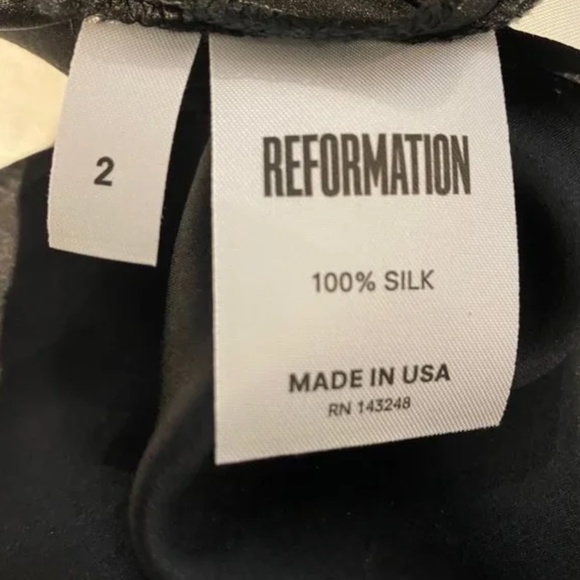 2
REFORMATION
100% SILK
MADE IN USA
RN 143248